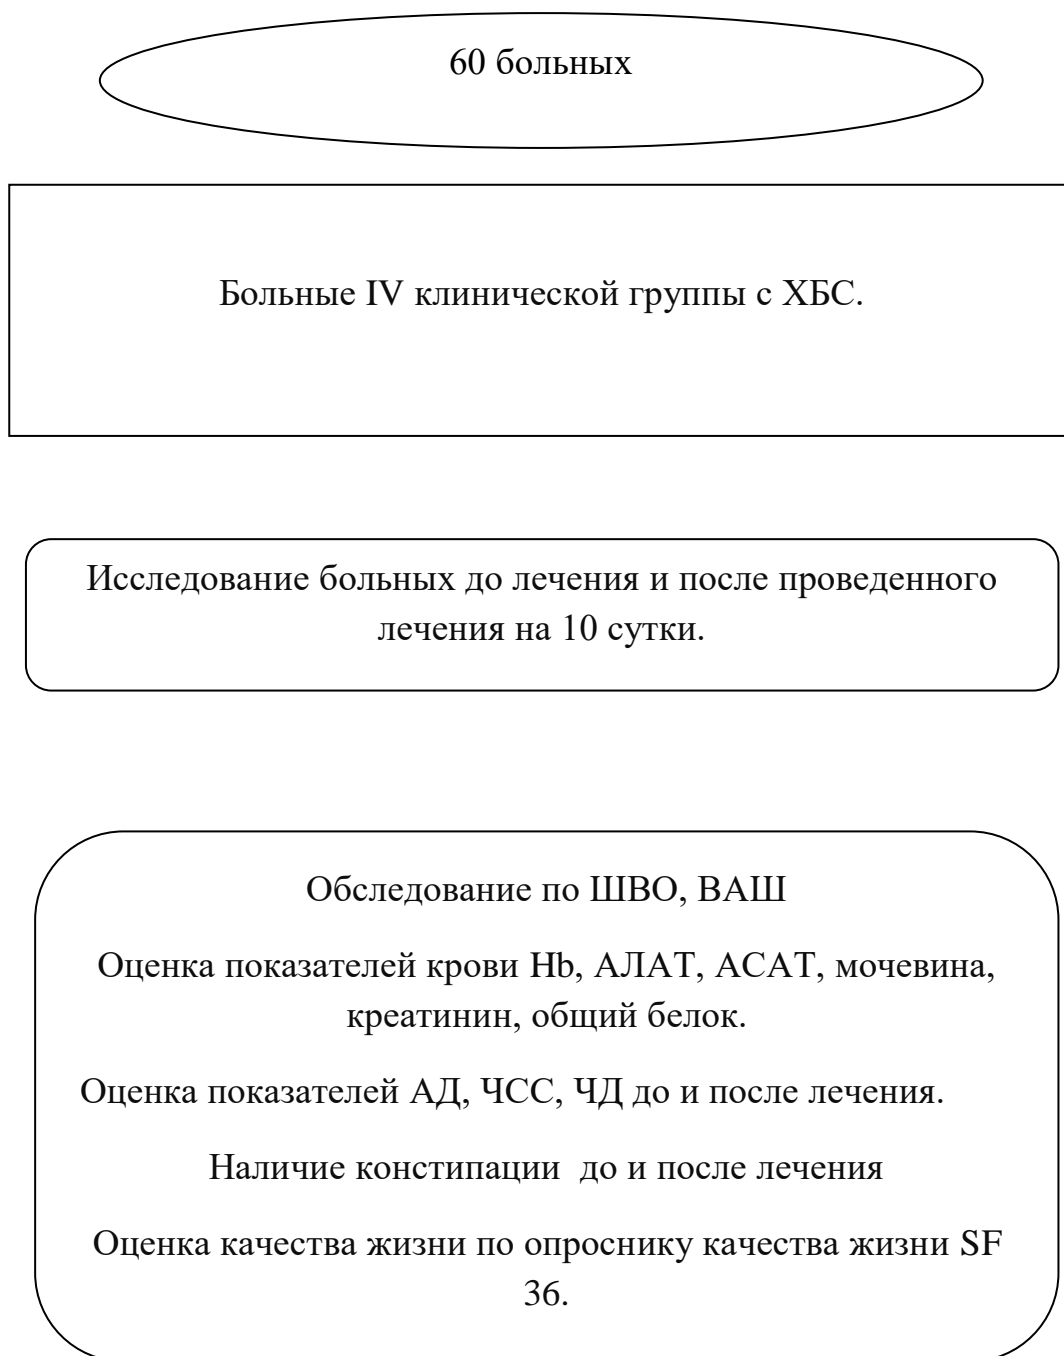 60 больных
Больные IV клинической группы с ХБС.
Исследование больных до лечения и после проведенного
лечения на 10 сутки.
Обследование по ШВО, ВАШ
Оценка показателей крови Hb, АЛАТ, АСАТ, мочевина,
креатинин, общий белок.
Оценка показателей АД, ЧСС, ЧД до и после лечения.
Наличие констипации до и после лечения
Оценка качества жизни по опроснику качества жизни SF
36.